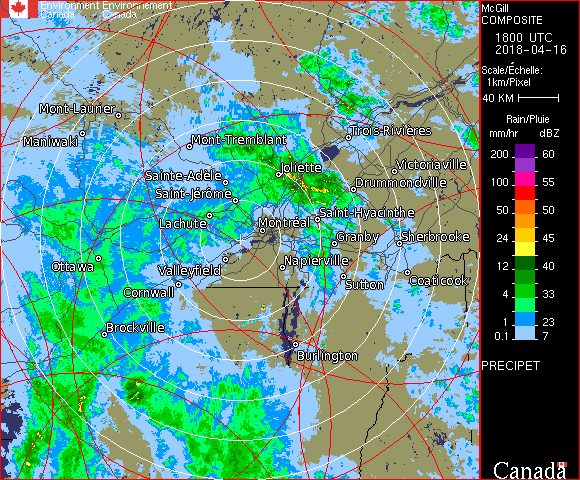 Environment Environnement
Canada Canada
Mont-Laurier
Maniwaki
Mont-Tremblant
Trois-Rivières
Joliette
Victoriaville
Sainte-Adèle
Saint-Jérôme
Drummondville
Lachute
Saint-Hyacinthe
Montréal
Granby
Sherbrooke
Ottawa
Valleyfield
Napierville
Cornwall
Sutton
Coaticook
Brockville
Burlington
McGill
COMPOSITE
1800 UTC
2018-04-16
Scale/Échelle:
1km/Pixel
40 KM
Rain/Pluie
mm/hr dBZ
200 60
100 55
50 50
24 45
12 40
4 33
1 23
0.1 7
PRECIPET
Canada